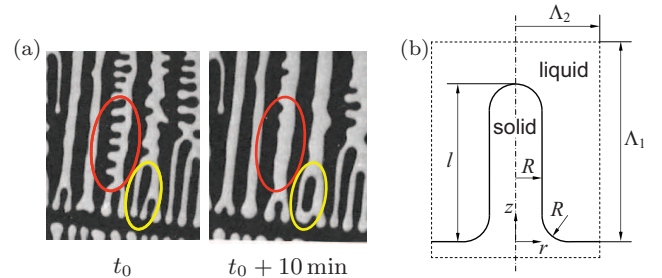 (a)
t₀
t₀ + 10 min
(b)
Λ₂
liquid
solid
Λ₁
l
R
R
z
r